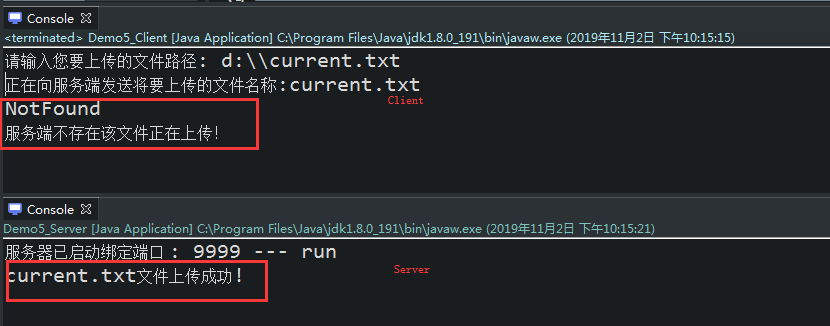 Console
<terminated> Demo5_Client [Java Application] C:\Program Files\Java\jdk1.8.0_191\bin\javaw.exe (2019年11月2日 下午10:15:15)
请输入您要上传的文件路径: d:\\current.txt
正在向服务端发送将要上传的文件名称:current.txt
Client
NotFound
服务端不存在该文件正在上传!
Console
Demo5_Server [Java Application] C:\Program Files\Java\jdk1.8.0_191\bin\javaw.exe (2019年11月2日 下午10:15:21)
服务器已启动绑定端口 : 9999 --- run
current.txt文件上传成功!
Server